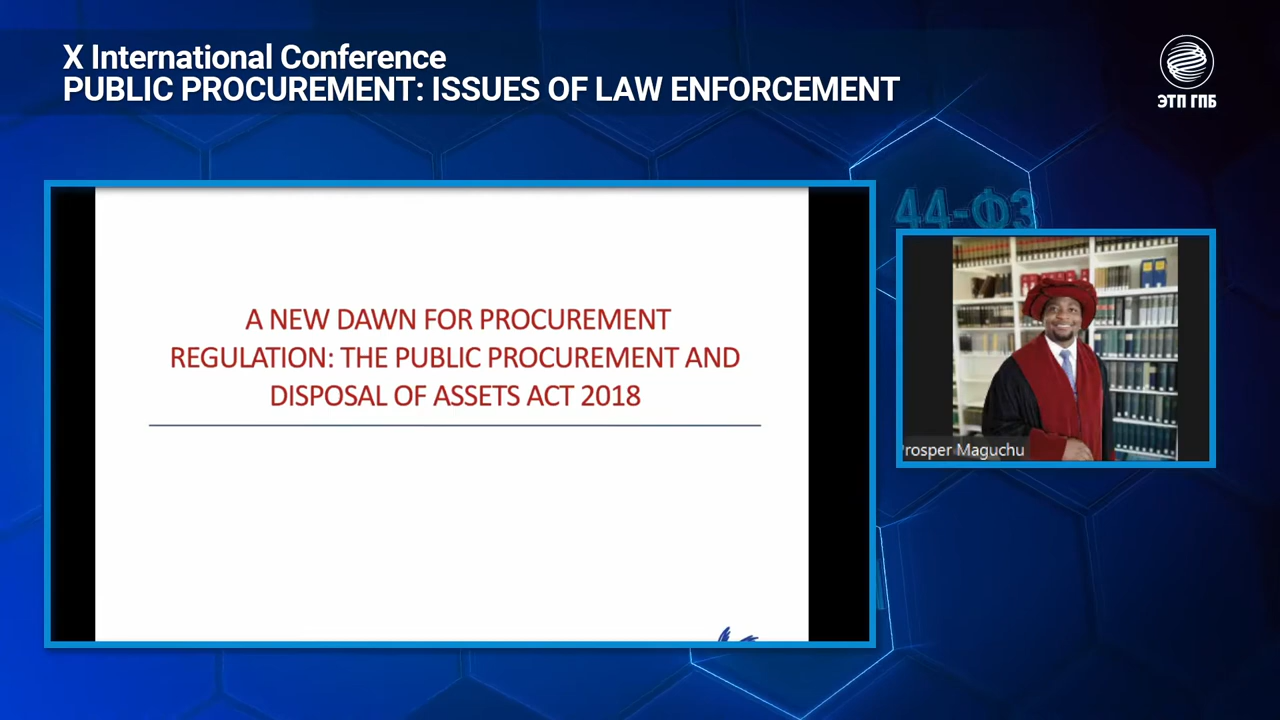 X International Conference
PUBLIC PROCUREMENT: ISSUES OF LAW ENFORCEMENT
ЭТП ГПБ
44-ФЗ
A NEW DAWN FOR PROCUREMENT
REGULATION: THE PUBLIC PROCUREMENT AND
DISPOSAL OF ASSETS ACT 2018
rosper Maguchu